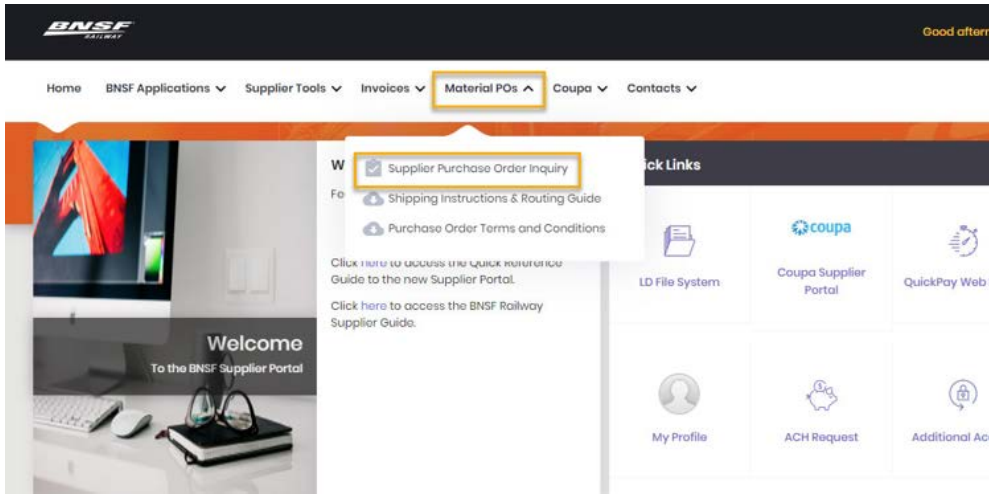 BNSF
RAILWAY
Good aftern
Home BNSF Applications Supplier Tools Invoices Material POs Coupa Contacts
W
Fe
Supplier Purchase Order Inquiry
Shipping Instructions & Routing Guide
Purchase Order Terms and Conditions
Click here to access the Quick Reference
Guide to the new Supplier Portal.
Click here to access the BNSF Railway
Supplier Guide.
Welcome
To the BNSF Supplier Portal
ick Links
LD File System
coupa
Coupa Supplier
Portal
QuickPay Web
My Profile
ACH Request
Additional Ac